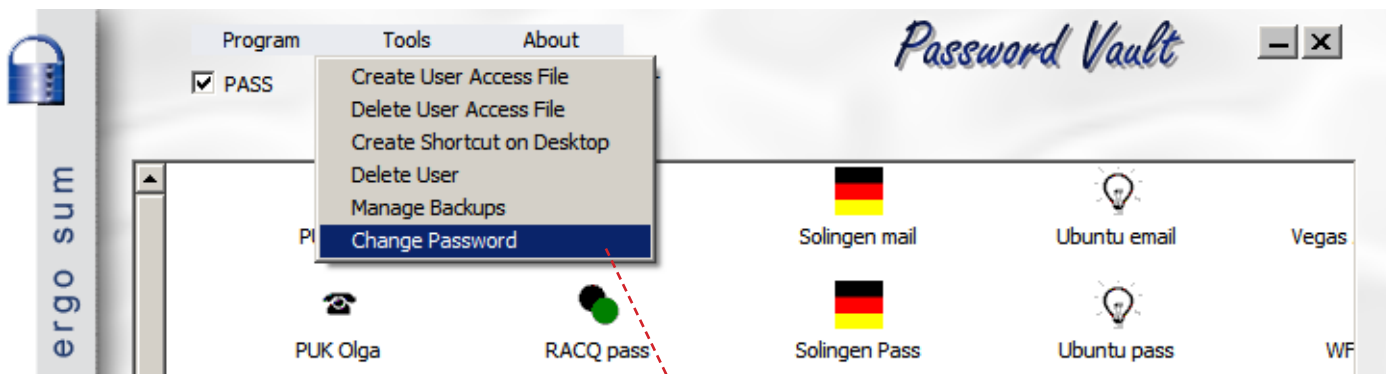 Program Tools About
Password Vault
PASS
Create User Access File
Delete User Access File
Create Shortcut on Desktop
Delete User
Manage Backups
Change Password
ergo sum
Solingen mail Ubuntu email Vegas
PUK Olga RACQ pass Solingen Pass Ubuntu pass WF